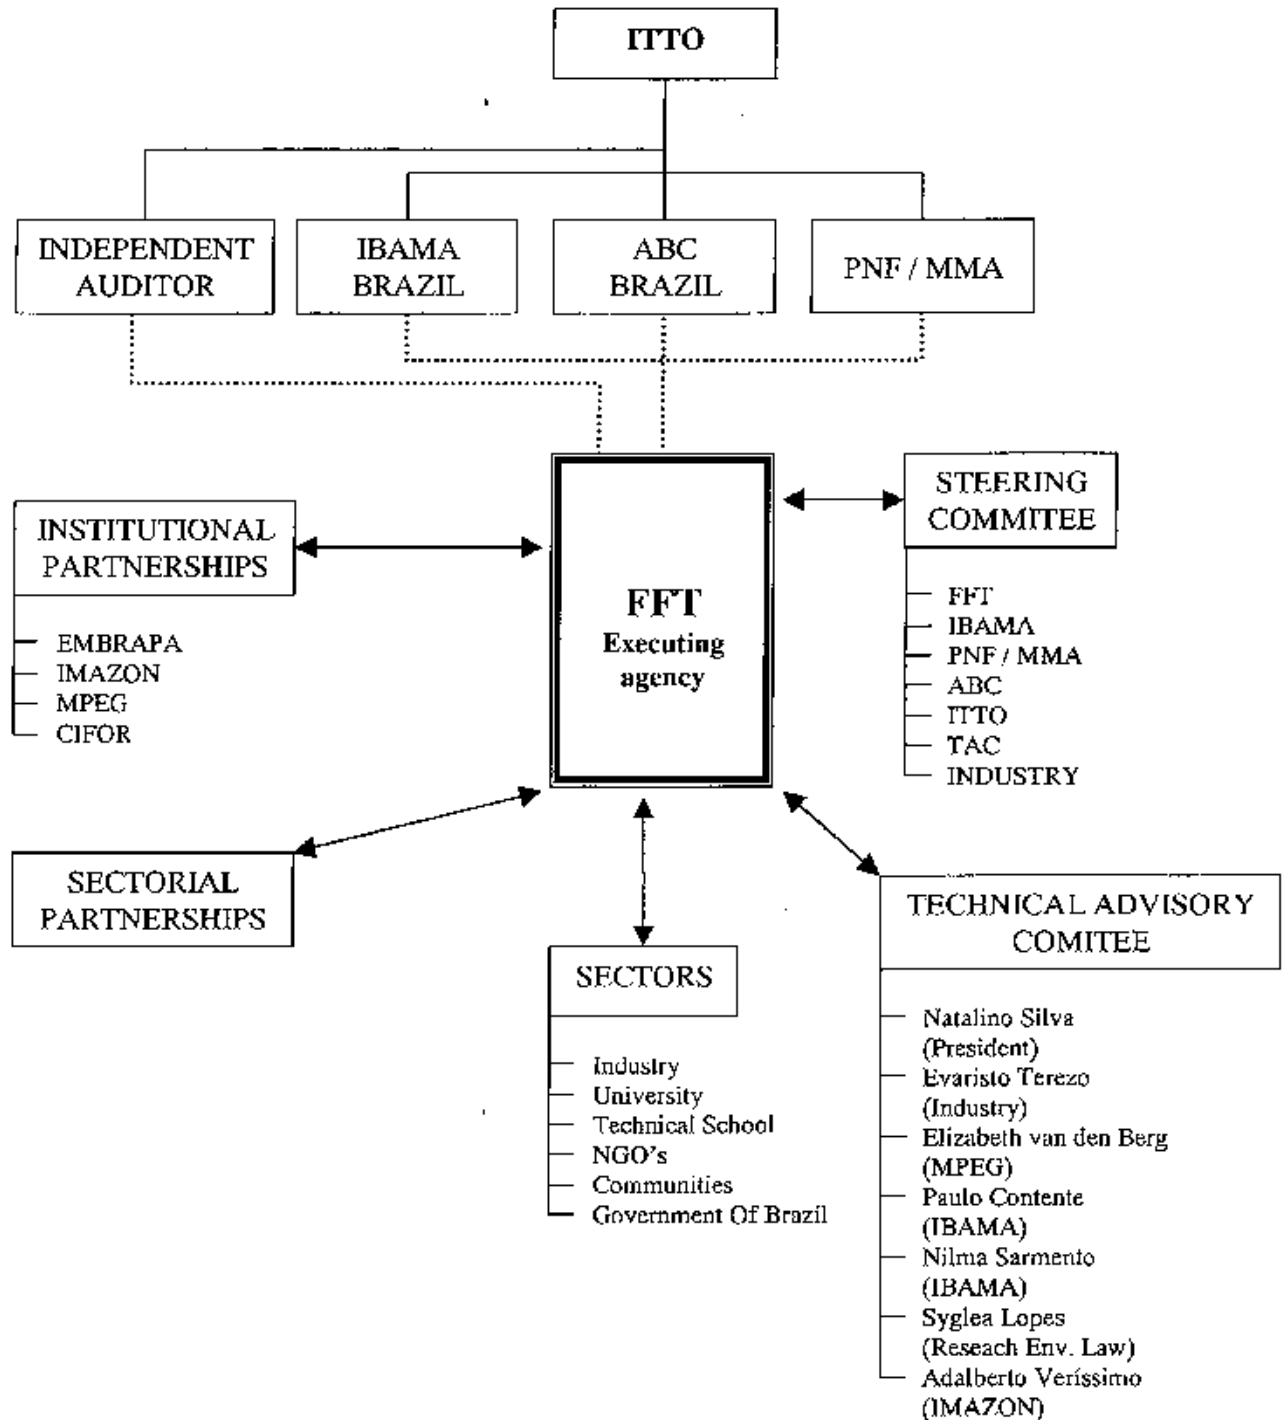 ITTO
INDEPENDENT
AUDITOR
IBAMA
BRAZIL
ABC
BRAZIL
PNF / MMA
INSTITUTIONAL
PARTNERSHIPS
EMBRAPA
IMAZON
MPEG
CIFOR
FFT
Executing
agency
STEERING
COMMITEE
FFT
IBAMA
PNF / MMA
ABC
ITTO
TAC
INDUSTRY
SECTORIAL
PARTNERSHIPS
SECTORS
Industry
University
Technical School
NGO's
Communities
Government Of Brazil
TECHNICAL ADVISORY
COMITEE
Natalino Silva
(President)
Evaristo Terezo
(Industry)
Elizabeth van den Berg
(MPEG)
Paulo Contente
(IBAMA)
Nilma Sarmento
(IBAMA)
Syglea Lopes
(Reseach Env. Law)
Adalberto Veríssimo
(IMAZON)